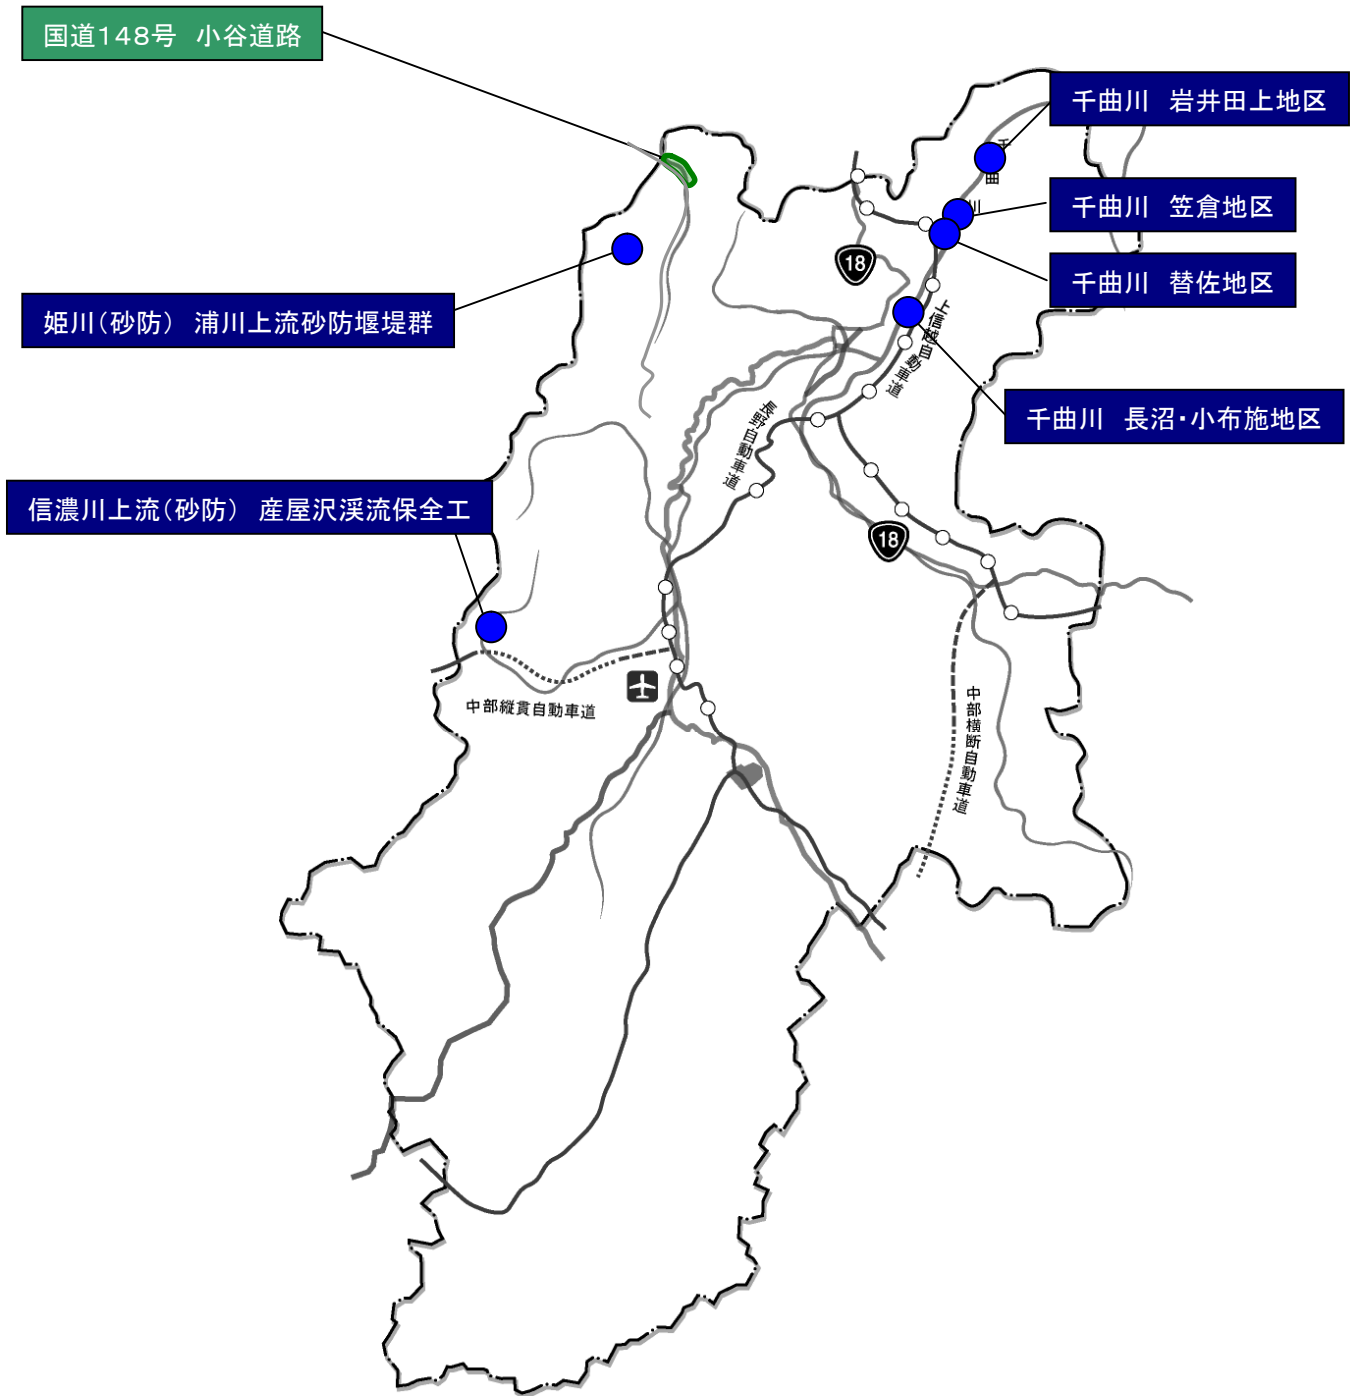 国道148号　小谷道路
千曲川　岩井田上地区
千曲川
千曲川　笠倉地区
千曲川　替佐地区
18
姫川(砂防)　浦川上流砂防堰堤群
上信越自動車道
千曲川　長沼・小布施地区
長野自動車道
信濃川上流(砂防)　産屋沢渓流保全工
18
中部縦貫自動車道
中部横断自動車道